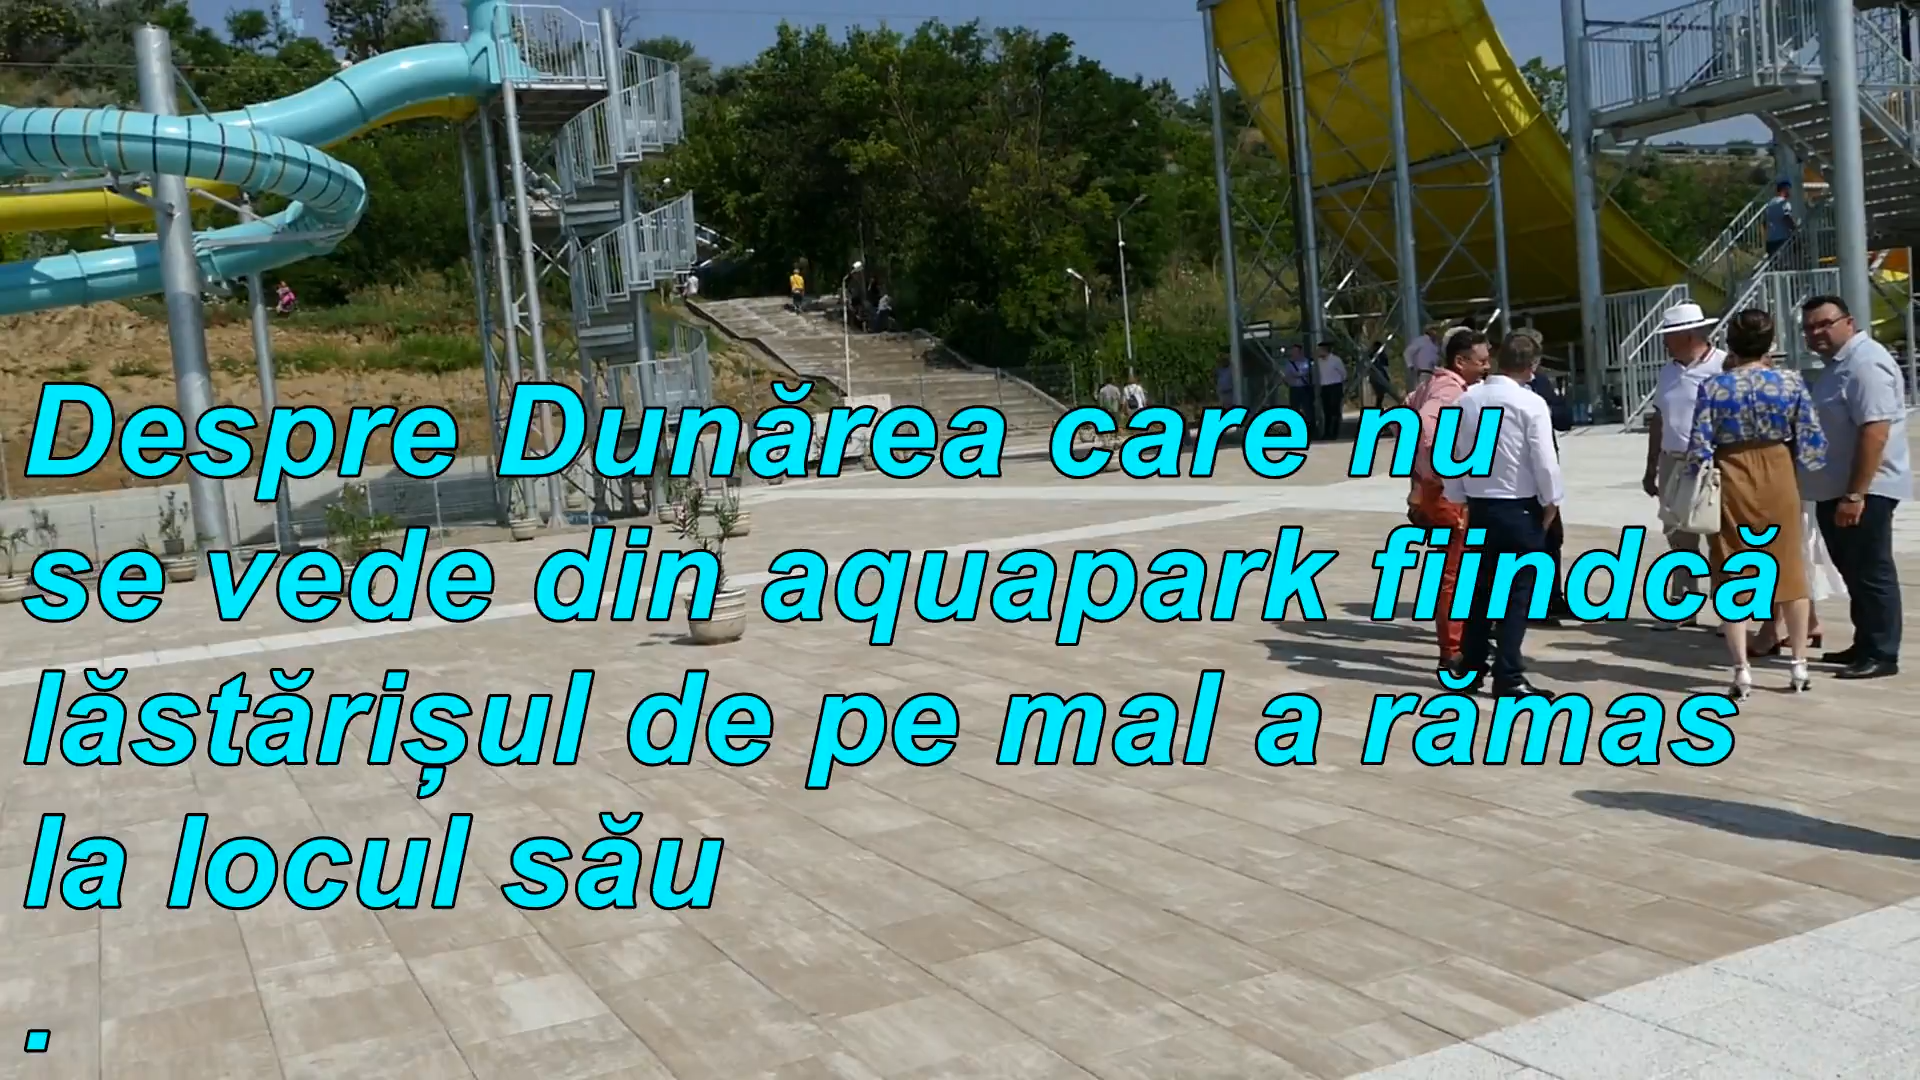 Despre Dunărea care nu
se vede din aquapark fiindcă
lăstărișul de pe mal a rămas
la locul său
.